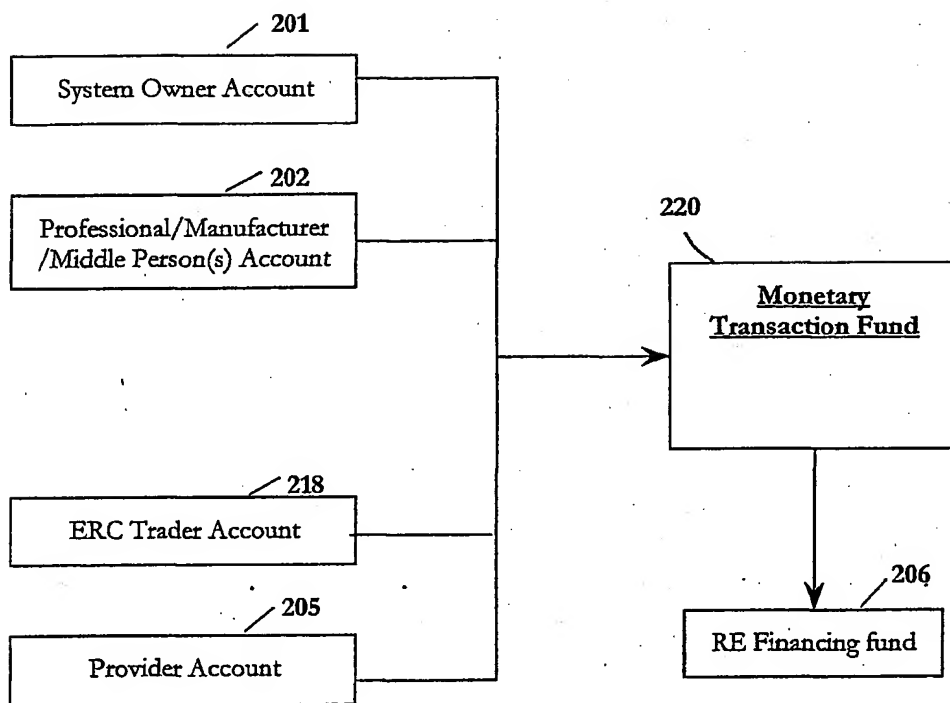 201
System Owner Account
202
Professional/Manufacturer
/Middle Person(s) Account
220
Monetary
Transaction Fund
218
ERC Trader Account
205
Provider Account
206
RE Financing fund